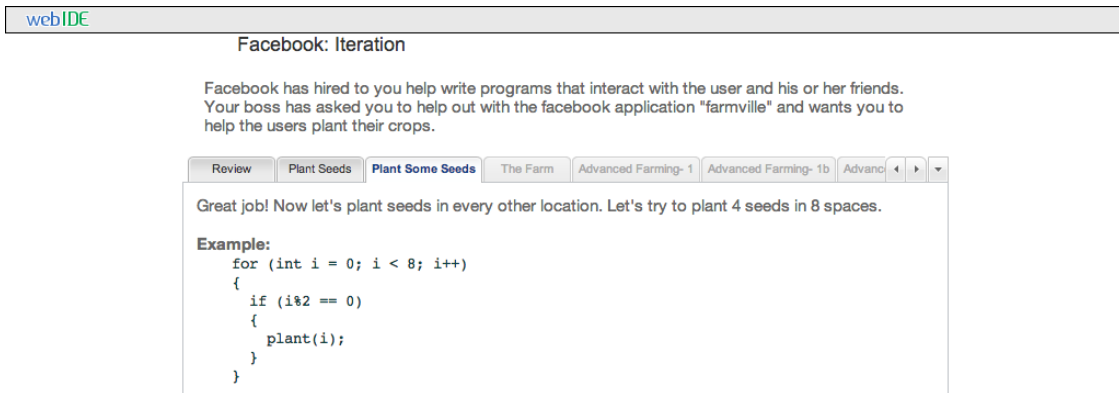 webIDE
Facebook: Iteration
Facebook has hired to you help write programs that interact with the user and his or her friends.
Your boss has asked you to help out with the facebook application "farmville" and wants you to
help the users plant their crops.
Review Plant Seeds Plant Some Seeds The Farm Advanced Farming- 1 Advanced Farming- 1b Advanc
Great job! Now let's plant seeds in every other location. Let's try to plant 4 seeds in 8 spaces.
Example:
for (int i = 0; i < 8; i++)
{
if (i%2 == 0)
{
plant(i);
}
}